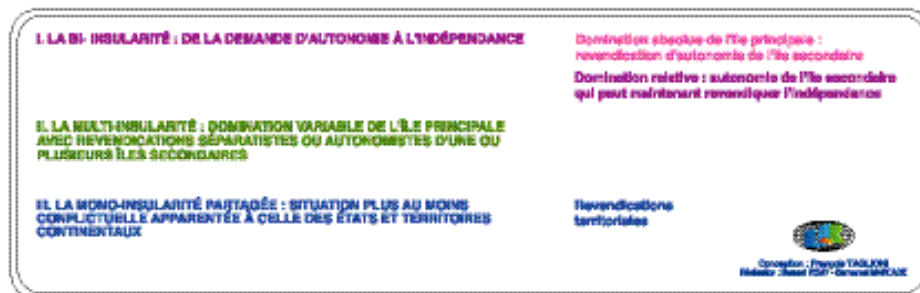 I. LA BI- INSULARITÉ : DE LA DEMANDE D'AUTONOMIE À L'INDÉPENDANCE
Domination absolue de l'île principale :
revendication d'autonomie de l'île secondaire
Domination relative : autonomie de l'île secondaire
qui peut maintenant revendiquer l'indépendance
II. LA MULTI-INSULARITÉ : DOMINATION VARIABLE DE L'ÎLE PRINCIPALE
AVEC REVENDICATIONS SÉPARATISTES OU AUTONOMISTES D'UNE OU
PLUSIEURS ÎLES SECONDAIRES
III. LA MONO-INSULARITÉ PARTAGÉE : SITUATION PLUS AU MOINS
CONFLICTUELLE APPARENTÉE À CELLE DES ÉTATS ET TERRITOIRES
CONTINENTAUX
Revendications
territoriales
Conception : François TAGLIONI